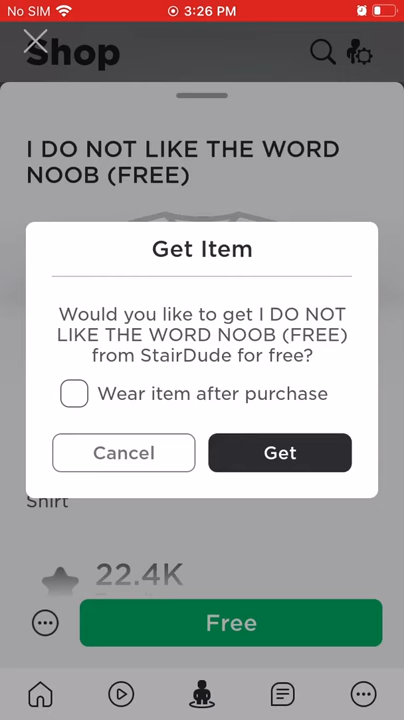 No SIM 3:26 PM
Shop
I DO NOT LIKE THE WORD
NOOB (FREE)
Get Item
Would you like to get I DO NOT
LIKE THE WORD NOOB (FREE)
from StairDude for free?
Wear item after purchase
Cancel Get
Shirt
22.4K
Free